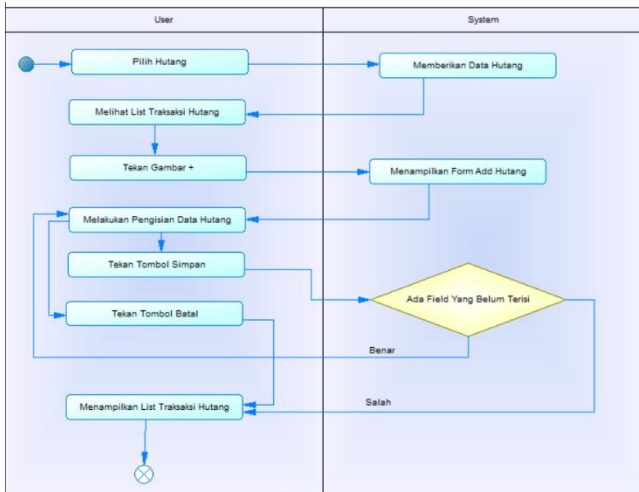 User
System
Pilih Hutang
Memberikan Data Hutang
Melihat List Traksaksi Hutang
Tekan Gambar +
Menampilkan Form Add Hutang
Melakukan Pengisian Data Hutang
Tekan Tombol Simpan
Ada Field Yang Belum Terisi
Tekan Tombol Batal
Benar
Menampilkan List Traksaksi Hutang
Salah